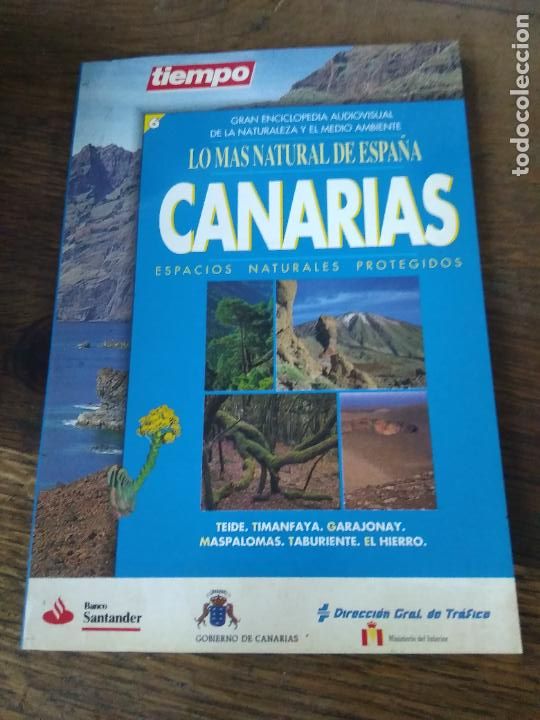 tiempo
6
GRAN ENCICLOPEDIA AUDIOVISUAL
DE LA NATURALEZA Y EL MEDIO AMBIENTE
LO MAS NATURAL DE ESPAÑA
CANARIAS
ESPACIOS NATURALES PROTEGIDOS
TEIDE. TIMANFAYA. GARAJONAY.
MASPALOMAS. TABURIENTE. EL HIERRO.
Banco
Santander
GOBIERNO DE CANARIAS
Dirección Gral. de Tráfico
Ministerio del Interior
todocoleccion.net